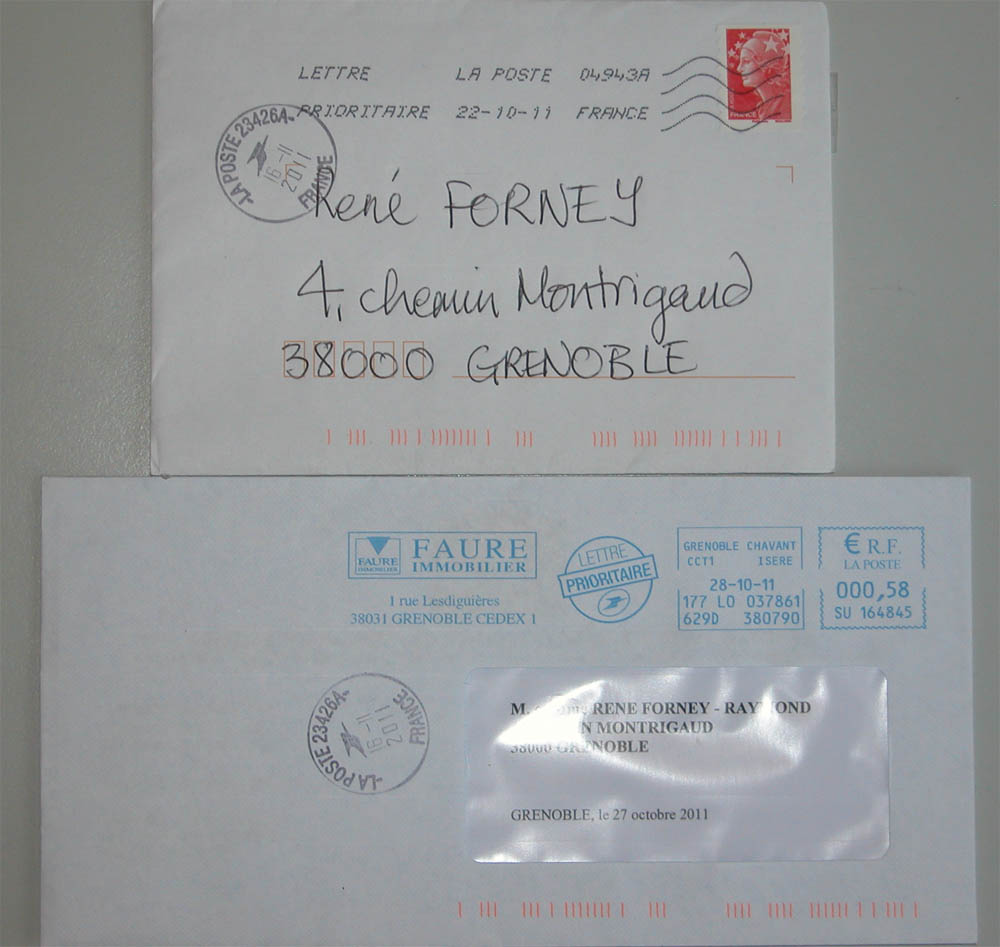 LETTRE LA POSTE 04943A
PRIORITAIRE 22-10-11 FRANCE
FRANCE
LA POSTE 23426A
16-11
2011
FRANCE
René FORNEY
4, chemin Montrigaud
38000 GRENOBLE
FAURE
IMMOBILIER
FAURE
IMMOBILIER
1 rue Lesdiguières
38031 GRENOBLE CEDEX 1
LETTRE
PRIORITAIRE
GRENOBLE CHAVANT
CCT1 ISERE
28-10-11
177 LO 037861
629D 380790
€ R.F.
LA POSTE
000,58
SU 164845
LA POSTE 23426A
16-11
2011
FRANCE
M. RENE FORNEY - RAYMOND
MONTRIGAUD
38000 GRENOBLE
GRENOBLE, le 27 octobre 2011